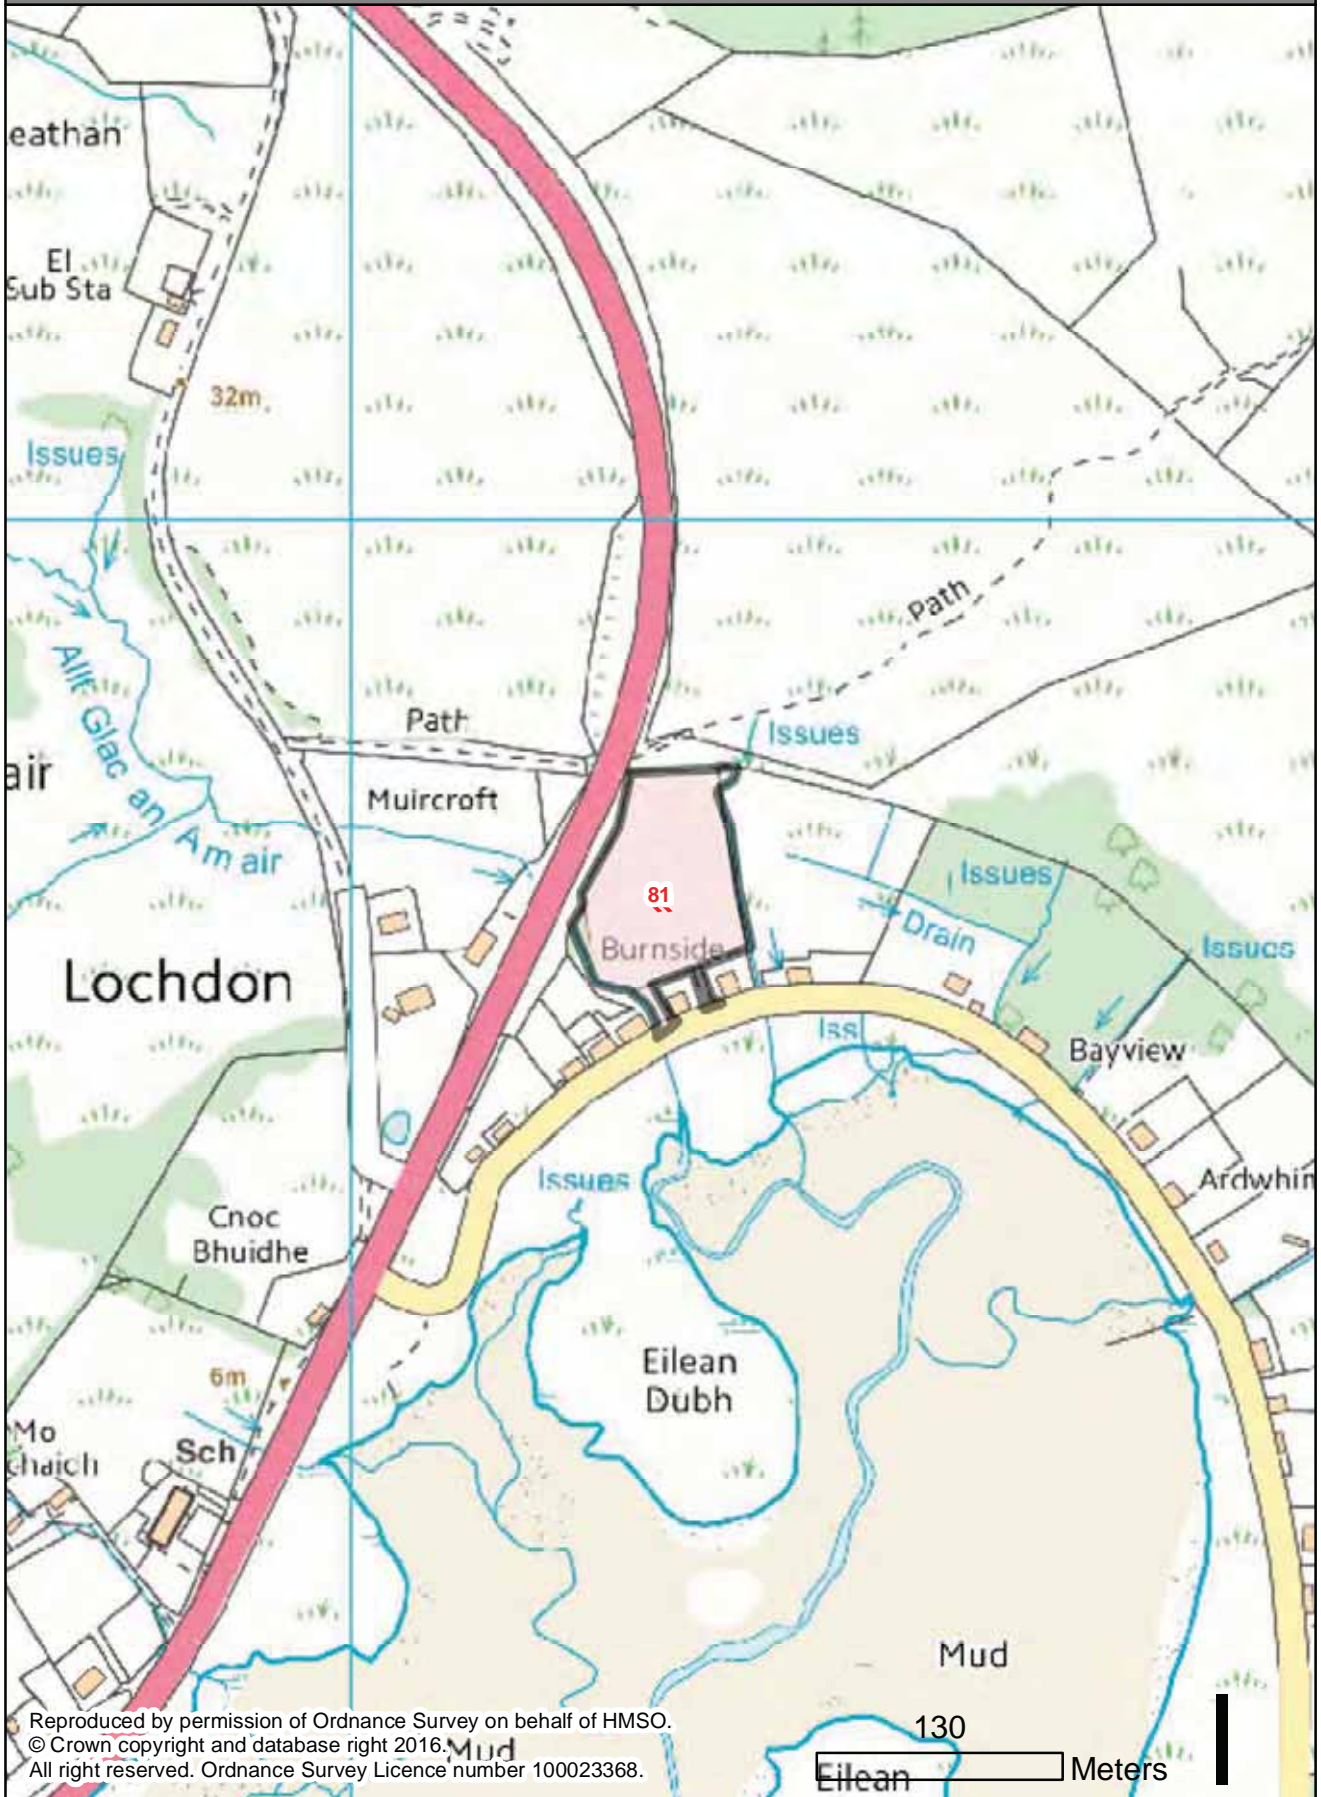 eathan
El
Sub Sta
32m
Issues
Path
Allt Glac an Amair
Path
Issues
air
Muircroft
81
Issues
Drain
Burnside
Issues
Lochdon
Iss
Bayview
Issues
Ardwhin
Cnoc
Bhuidhe
Eilean
Dubh
6m
Mo
chaich
Sch
Mud
Reproduced by permission of Ordnance Survey on behalf of HMSO.
© Crown copyright and database right 2016.
All right reserved. Ordnance Survey Licence number 100023368.
Mud
130
Meters
Eilean